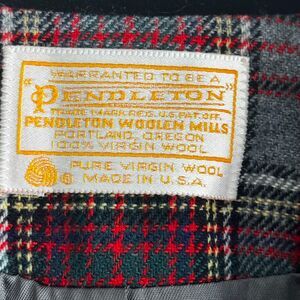 WARRANTED TO BE A
"PENDLETON"
TRADE MARK REG. U.S. PAT. OFF.
PENDLETON WOOLEN MILLS
PORTLAND, OREGON
100% VIRGIN WOOL
PURE VIRGIN WOOL
MADE IN U.S.A.